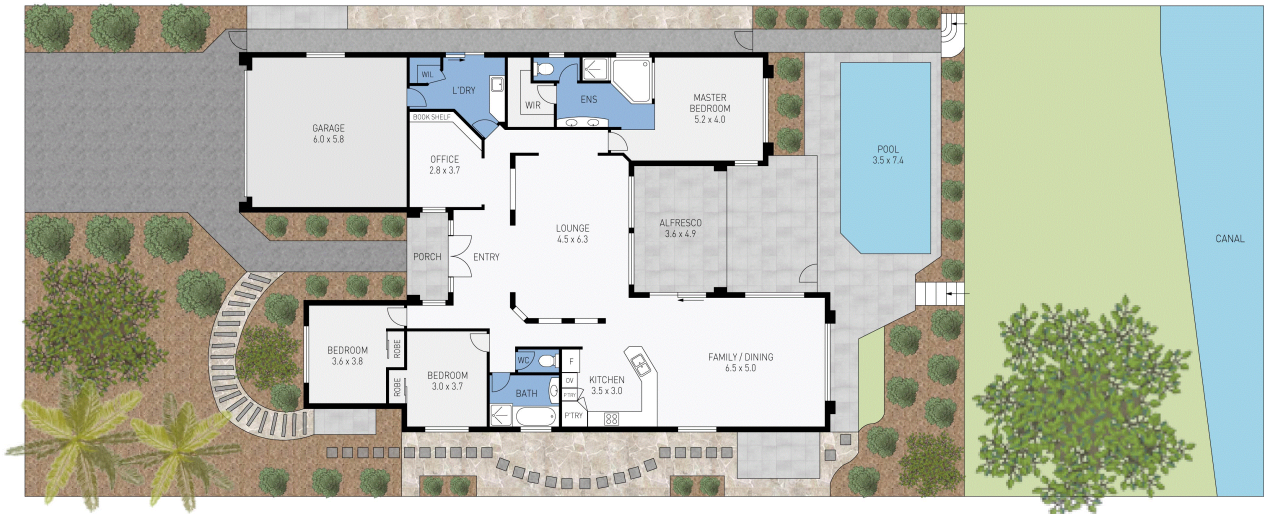 WIL
L'DRY
BOOK SHELF
WIR
ENS
MASTER
BEDROOM
5.2 x 4.0
GARAGE
6.0 x 5.8
OFFICE
2.8 x 3.7
POOL
3.5 x 7.4
LOUNGE
4.5 x 6.3
ALFRESCO
3.6 x 4.9
PORCH
ENTRY
CANAL
BEDROOM
3.6 x 3.8
ROBE
ROBE
BEDROOM
3.0 x 3.7
WC
BATH
F
OV
PTRY
P'TRY
KITCHEN
3.5 x 3.0
FAMILY / DINING
6.5 x 5.0